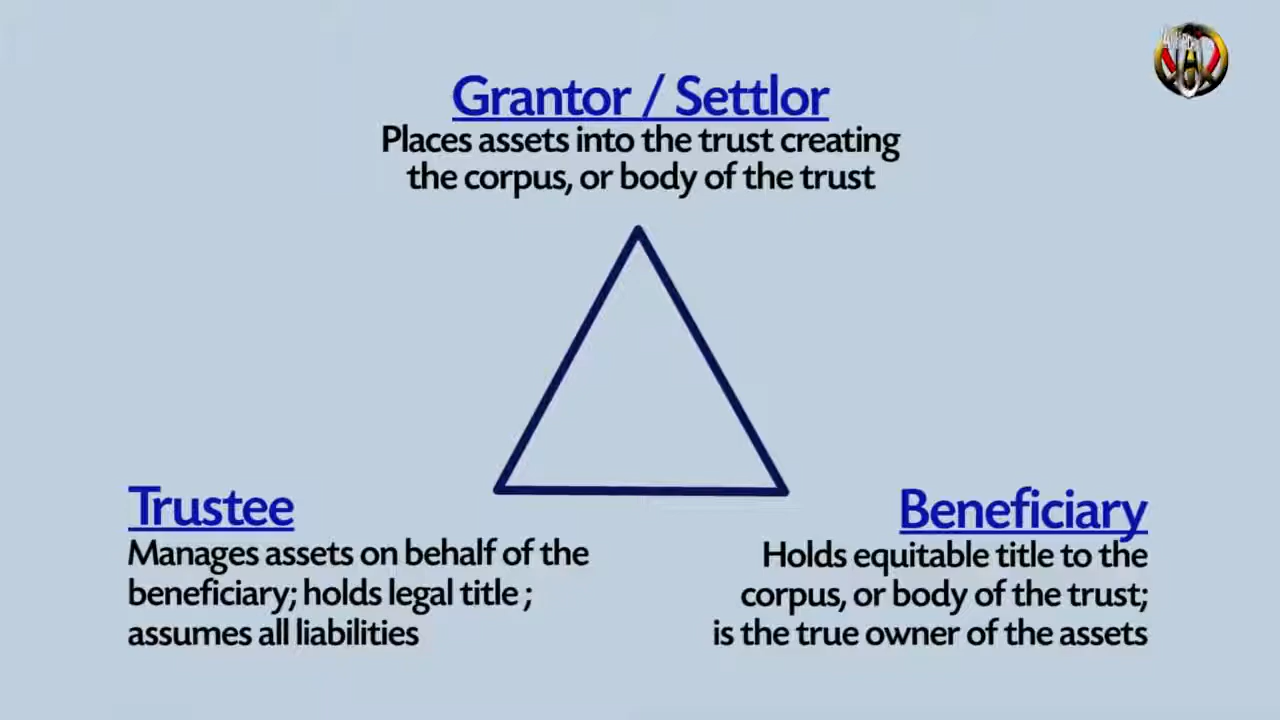 Grantor / Settlor
Places assets into the trust creating
the corpus, or body of the trust
Trustee
Manages assets on behalf of the
beneficiary; holds legal title ;
assumes all liabilities
Beneficiary
Holds equitable title to the
corpus, or body of the trust;
is the true owner of the assets